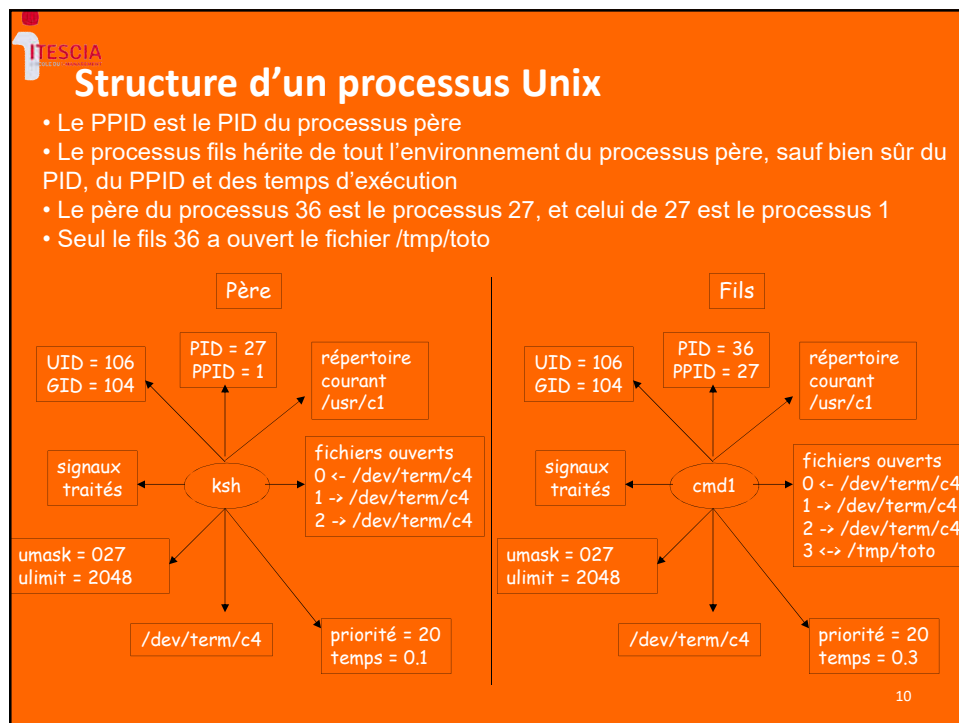 ITESCIA
Structure d'un processus Unix
• Le PPID est le PID du processus père
• Le processus fils hérite de tout l'environnement du processus père, sauf bien sûr du
PID, du PPID et des temps d'exécution
• Le père du processus 36 est le processus 27, et celui de 27 est le processus 1
• Seul le fils 36 a ouvert le fichier /tmp/toto
Père
UID = 106
GID = 104
PID = 27
PPID = 1
répertoire
courant
/usr/c1
signaux
traités
ksh
fichiers ouverts
0 <- /dev/term/c4
1 -> /dev/term/c4
2 -> /dev/term/c4
umask = 027
ulimit = 2048
/dev/term/c4
priorité = 20
temps = 0.1
Fils
UID = 106
GID = 104
PID = 36
PPID = 27
répertoire
courant
/usr/c1
signaux
traités
cmd1
fichiers ouverts
0 <- /dev/term/c4
1 -> /dev/term/c4
2 -> /dev/term/c4
3 <-> /tmp/toto
umask = 027
ulimit = 2048
/dev/term/c4
priorité = 20
temps = 0.3
10